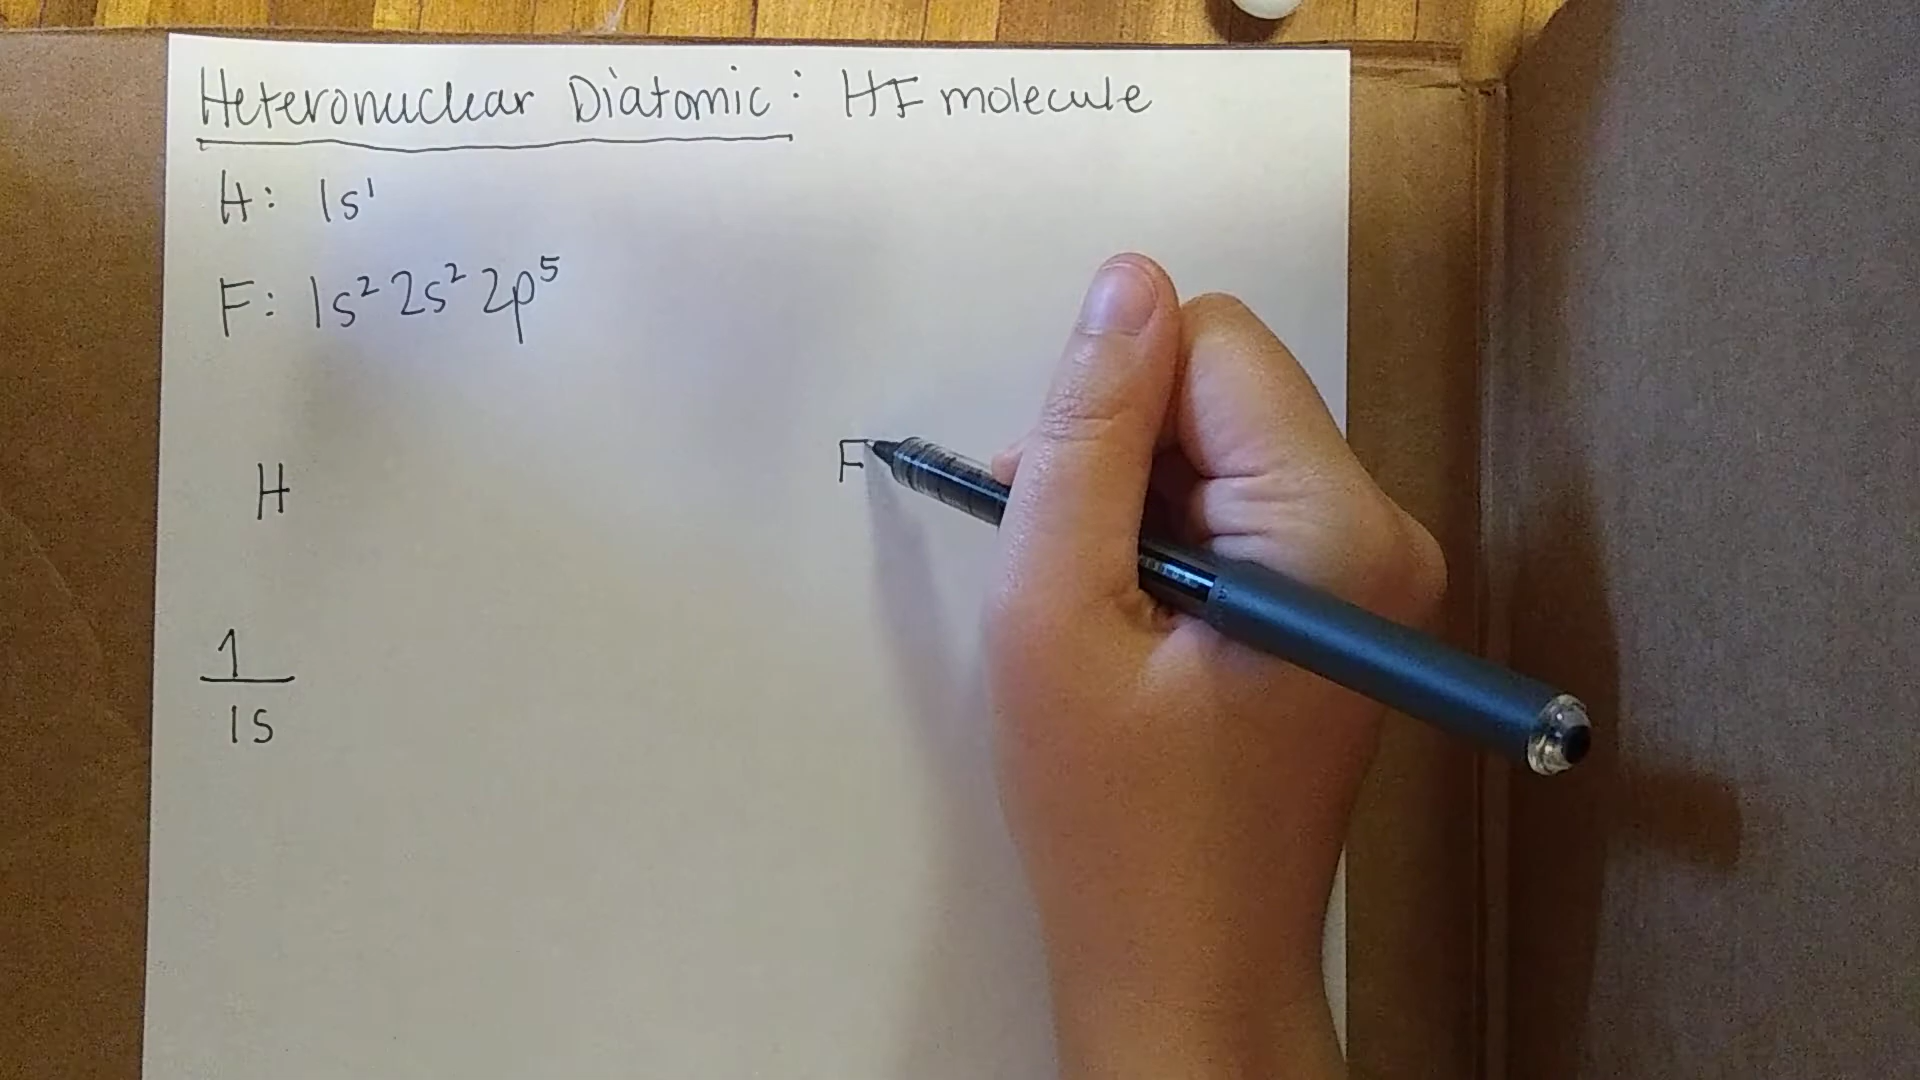 Heteronuclear Diatomic: HF molecule
H: 1s¹
F: 1s² 2s² 2p⁵
H
F
1
1s